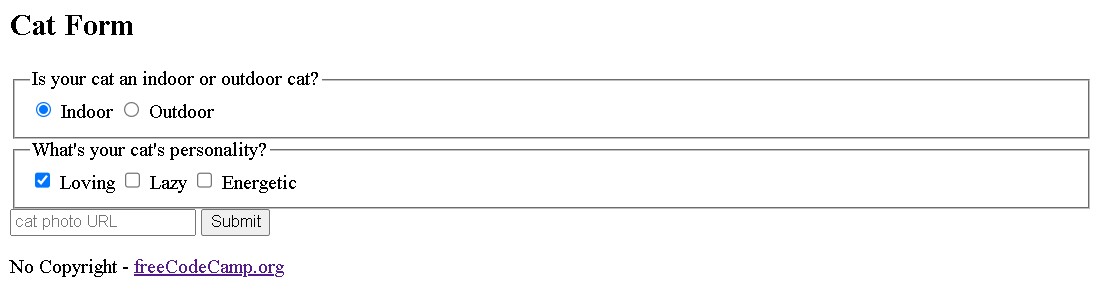 Cat Form
Is your cat an indoor or outdoor cat?
Indoor Outdoor
What's your cat's personality?
Loving Lazy Energetic
cat photo URL Submit
No Copyright - freeCodeCamp.org